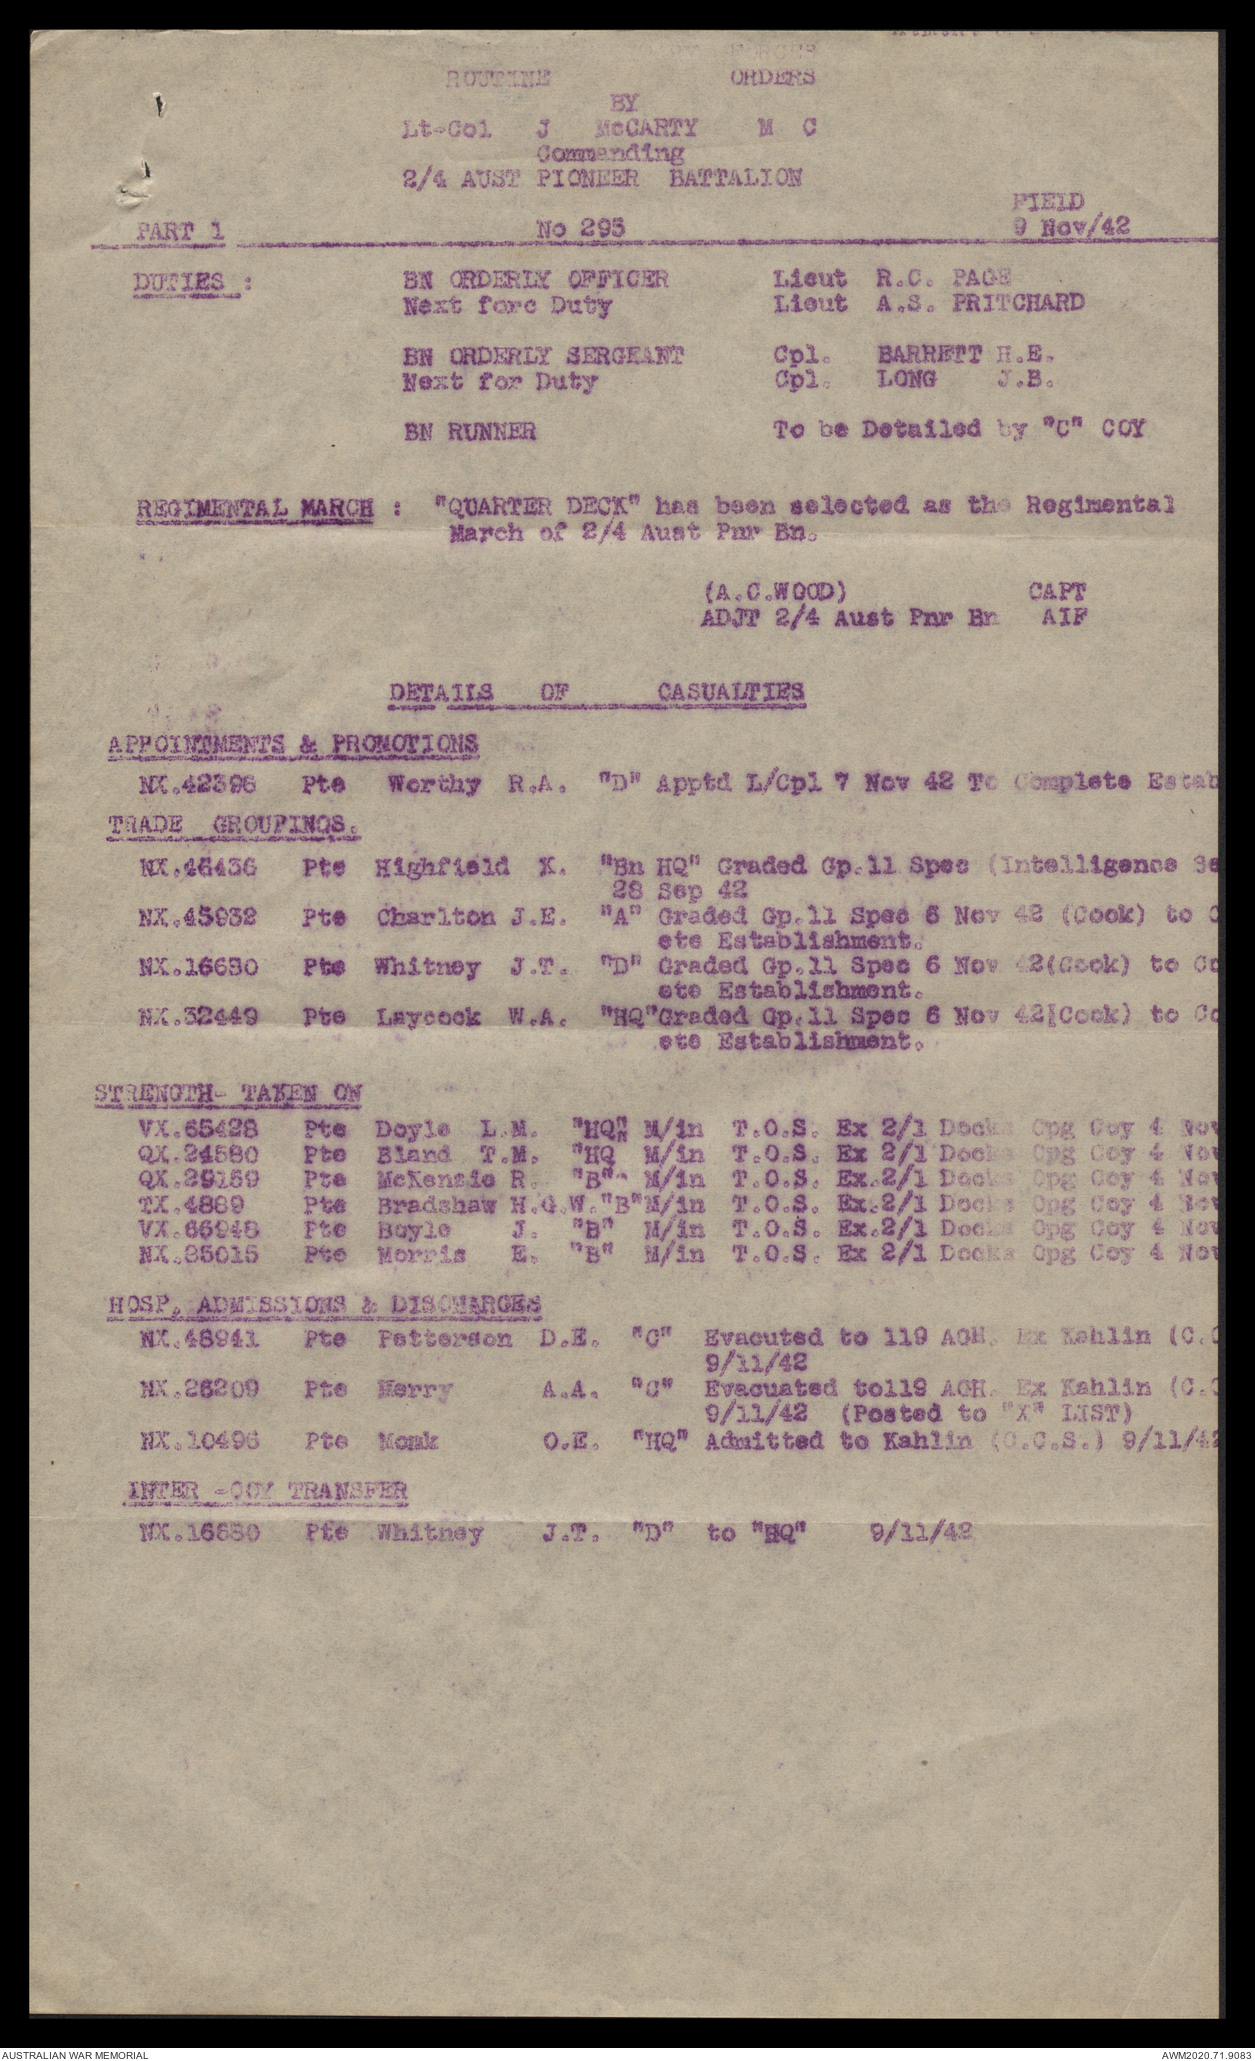 ROUTINE ORDERS
BY
Lt-Col J McCARTY M C
Commanding
2/4 AUST PIONEER BATTALION
FIELD
PART 1 No 295 9 Nov/42
DUTIES : BN ORDERLY OFFICER Lieut R.C. PAGE
Next forc Duty Lieut A.S. PRITCHARD
BN ORDERLY SERGEANT Cpl. BARRETT H.E.
Next for Duty Cpl. LONG J.B.
BN RUNNER To be Detailed by "C" COY
REGIMENTAL MARCH : "QUARTER DECK" has been selected as the Regimental
March of 2/4 Aust Pnr Bn.
(A.C.WOOD) CAPT
ADJT 2/4 Aust Pnr Bn AIF
DETAILS OF CASUALTIES
APPOINTMENTS & PROMOTIONS
NX.42398 Pte Worthy R.A. "D" Apptd L/Cpl 7 Nov 42 To Complete Estab
TRADE GROUPINGS.
NX.46436 Pte Highfield K. "Bn HQ" Graded Gp.11 Spec (Intelligence Se
28 Sep 42
NX.45932 Pte Charlton J.E. "A" Graded Gp.11 Spec 6 Nov 42 (Cook) to C
ete Establishment.
NX.16680 Pte Whitney J.T. "D" Graded Gp.11 Spec 6 Nov 42(Cook) to Co
ete Establishment.
NX.32449 Pte Laycock W.A. "HQ"Graded Gp.11 Spec 6 Nov 42(Cook) to Co
ete Establishment.
STRENGTH- TAKEN ON
VX.65428 Pte Doyle L.M. "HQ" M/in T.O.S. Ex 2/1 Docks Opg Coy 4 Nov
QX.24580 Pte Bland T.M. "HQ" M/in T.O.S. Ex 2/1 Docks Opg Coy 4 Nov
QX.29159 Pte McKenzie R. "B" M/in T.O.S. Ex.2/1 Docks Opg Coy 4 Nov
TX.4889 Pte Bradshaw H.G.W."B"M/in T.O.S. Ex.2/1 Docks Opg Coy 4 Nov
VX.66948 Pte Boyle J. "B" M/in T.O.S. Ex.2/1 Docks Opg Coy 4 Nov
NX.85015 Pte Morris E. "B" M/in T.O.S. Ex 2/1 Docks Opg Coy 4 Nov
HOSP. ADMISSIONS & DISCHARGES
NX.48941 Pte Petterson D.E. "C" Evacuted to 119 AGH. Ex Kahlin (C.C
9/11/42
NX.26209 Pte Merry A.A. "C" Evacuated to119 AGH. Ex Kahlin (C.C
9/11/42 (Posted to "X" LIST)
NX.10496 Pte Monk O.E. "HQ" Admitted to Kahlin (C.C.S.) 9/11/42
INTER -COY TRANSFER
NX.16680 Pte Whitney J.T. "D" to "HQ" 9/11/42
AUSTRALIAN WAR MEMORIAL AWM2020.71.9083